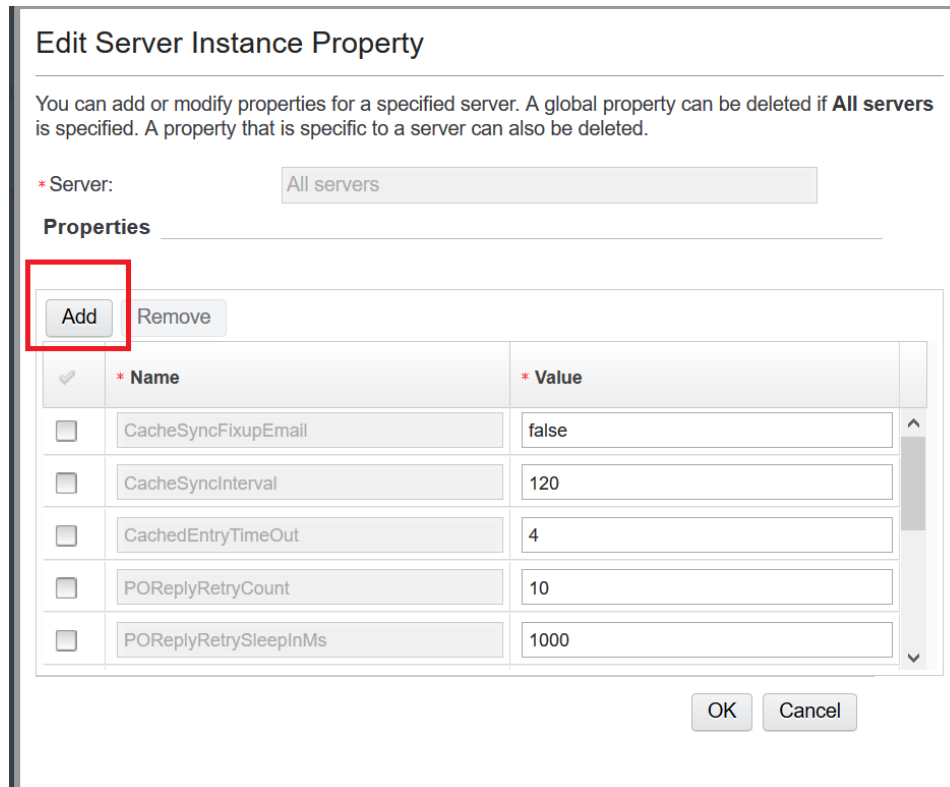 Edit Server Instance Property
You can add or modify properties for a specified server. A global property can be deleted if All servers
is specified. A property that is specific to a server can also be deleted.
* Server: All servers
Properties
Add Remove
* Name * Value
CacheSyncFixupEmail false
CacheSyncInterval 120
CachedEntryTimeOut 4
POReplyRetryCount 10
POReplyRetrySleepInMs 1000
OK Cancel